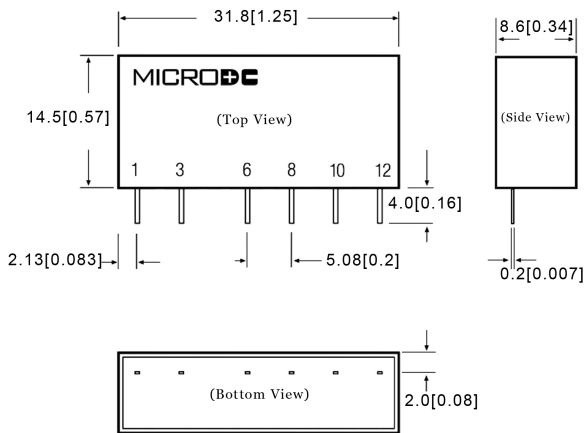 31.8[1.25]
8.6[0.34]
MICRODC
14.5[0.57]
(Top View)
(Side View)
1 3 6 8 10 12
4.0[0.16]
2.13[0.083]
5.08[0.2]
0.2[0.007]
(Bottom View)
2.0[0.08]